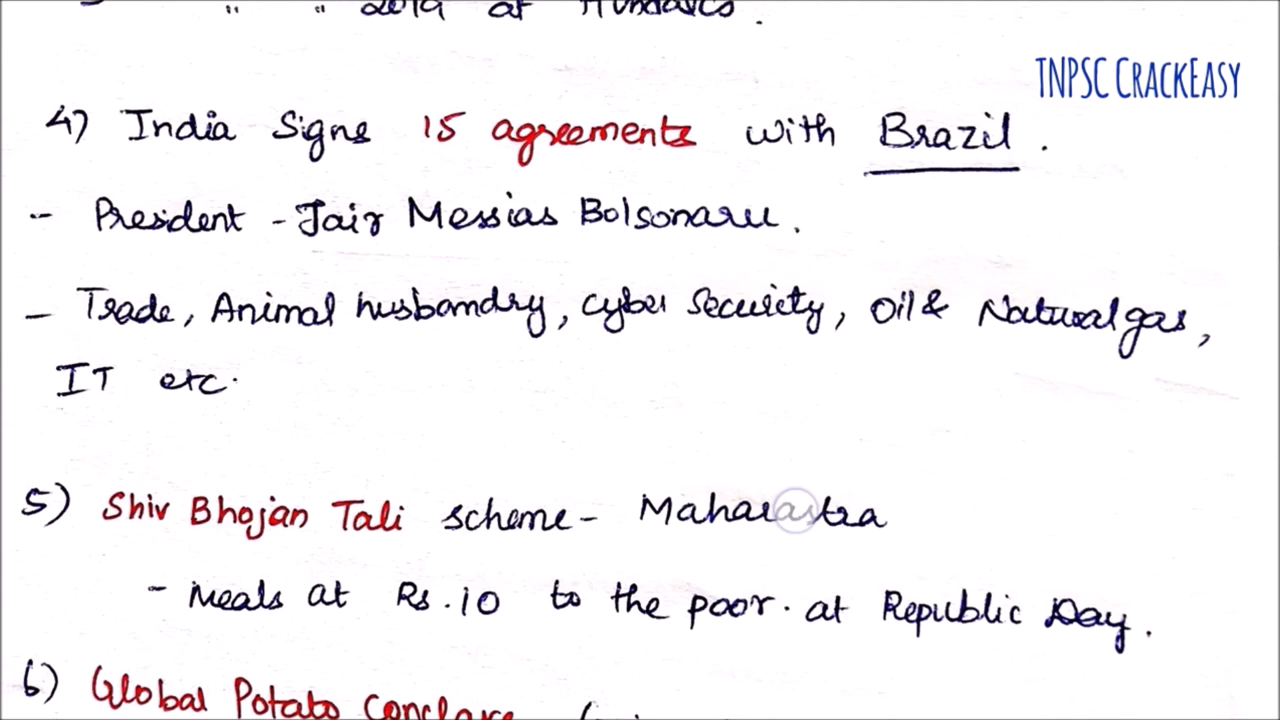 " " 2019 at
TNPSC CRACKEASY
4) India Signs 15 agreements with Brazil.
- President - Jair Messias Bolsonaru.
- Trade, Animal husbandry, cyber security, Oil & Natural gas,
IT etc.
5) Shiv Bhojan Tali scheme - Maharastra
- Meals at Rs.10 to the poor. at Republic Day.
6) Global Potato Conclave